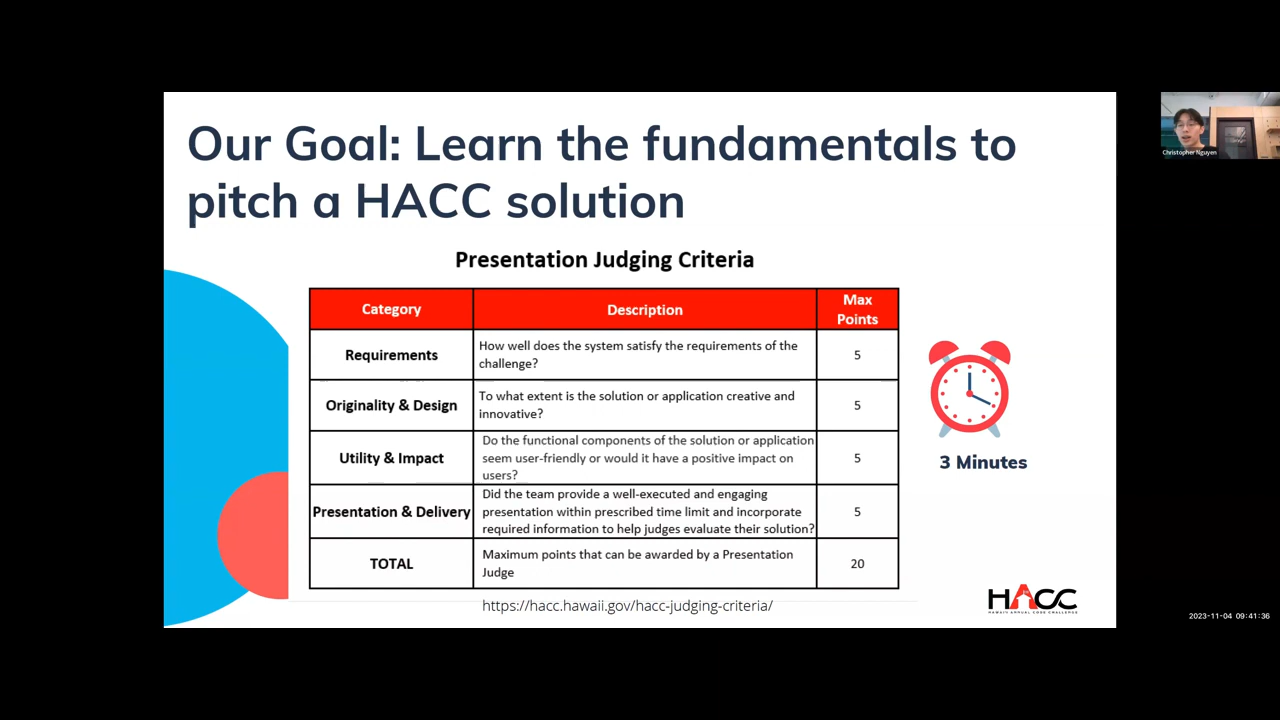 Our Goal: Learn the fundamentals to
pitch a HACC solution
Presentation Judging Criteria
Category
Description
Max
Points
Requirements
How well does the system satisfy the requirements of the
challenge?
5
Originality & Design
To what extent is the solution or application creative and
innovative?
5
Utility & Impact
Do the functional components of the solution or application
seem user-friendly or would it have a positive impact on
users?
5
Presentation & Delivery
Did the team provide a well-executed and engaging
presentation within prescribed time limit and incorporate
required information to help judges evaluate their solution?
5
TOTAL
Maximum points that can be awarded by a Presentation
Judge
20
3 Minutes
https://hacc.hawaii.gov/hacc-judging-criteria/
HACC
HAWAII ANNUAL CODE CHALLENGE
Christopher Nguyen
2023-11-04 09:41:36